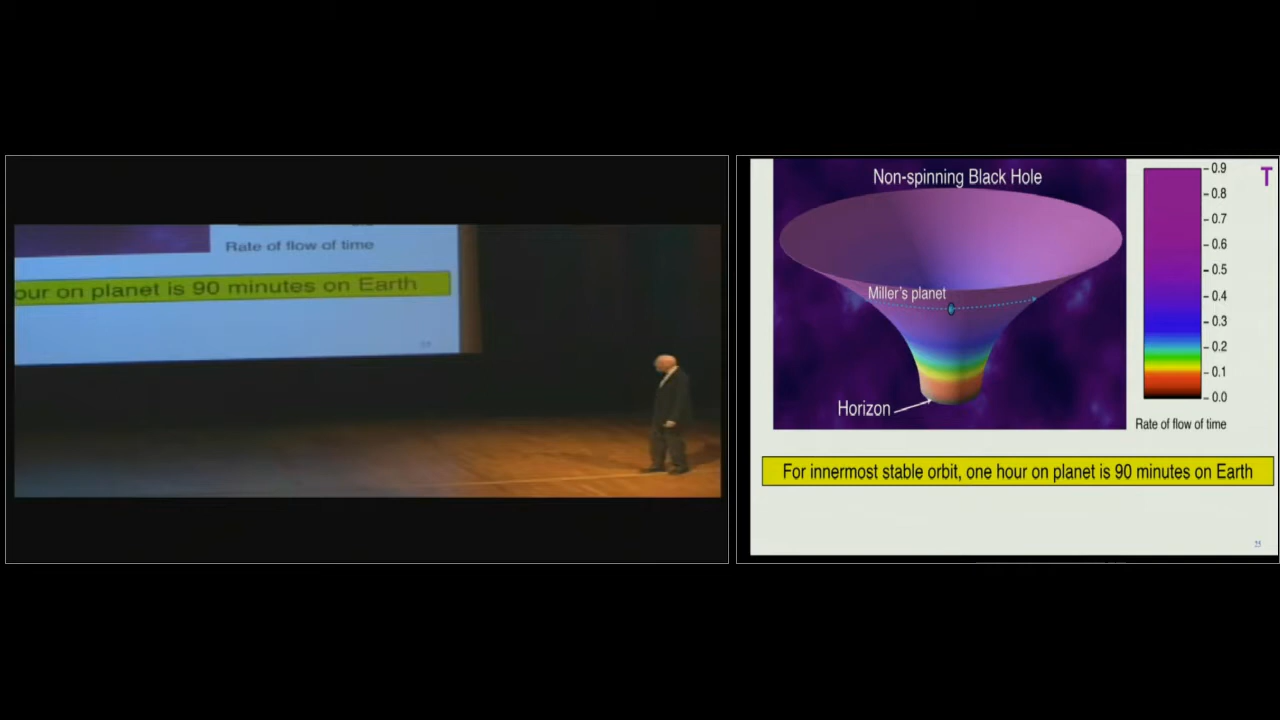 Rate of flow of time
our on planet is 90 minutes on Earth
Non-spinning Black Hole
Miller's planet
Horizon
0.9
0.8
0.7
0.6
0.5
0.4
0.3
0.2
0.1
0.0
T
Rate of flow of time
For innermost stable orbit, one hour on planet is 90 minutes on Earth
25